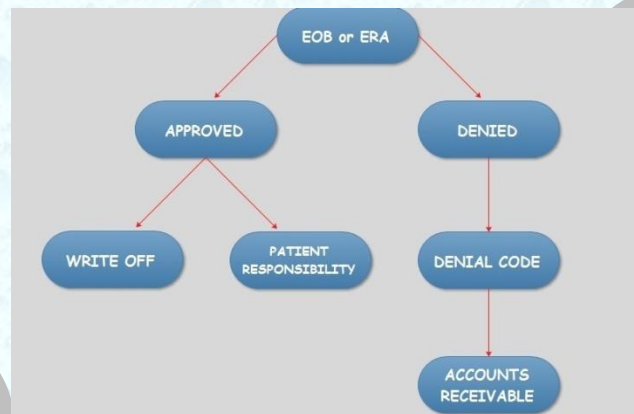 EOB or ERA
APPROVED
DENIED
WRITE OFF
PATIENT
RESPONSIBILITY
DENIAL CODE
ACCOUNTS
RECEIVABLE